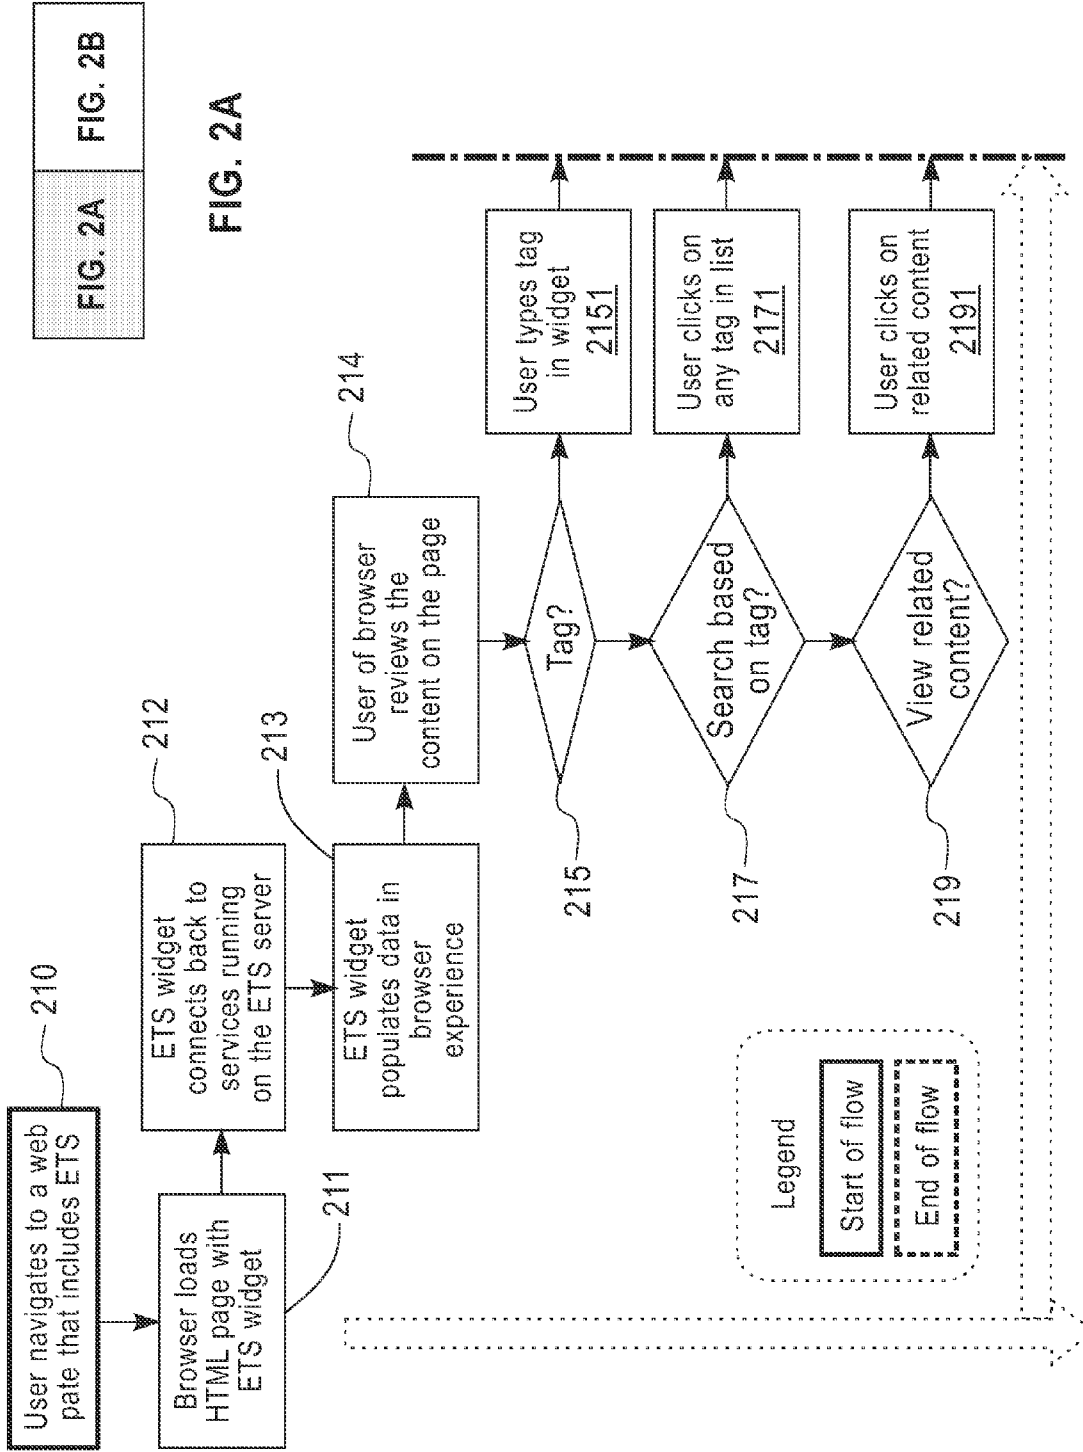 FIG. 2A
FIG. 2B
FIG. 2A
User navigates to a web
pate that includes ETS
210
Browser loads
HTML page with
ETS widget
211
ETS widget
connects back to
services running
on the ETS server
212
ETS widget
populates data in
browser
experience
213
User of browser
reviews the
content on the page
214
Tag?
215
User types tag
in widget
2151
Search based
on tag?
217
User clicks on
any tag in list
2171
View related
content?
219
User clicks on
related content
2191
Legend
Start of flow
End of flow